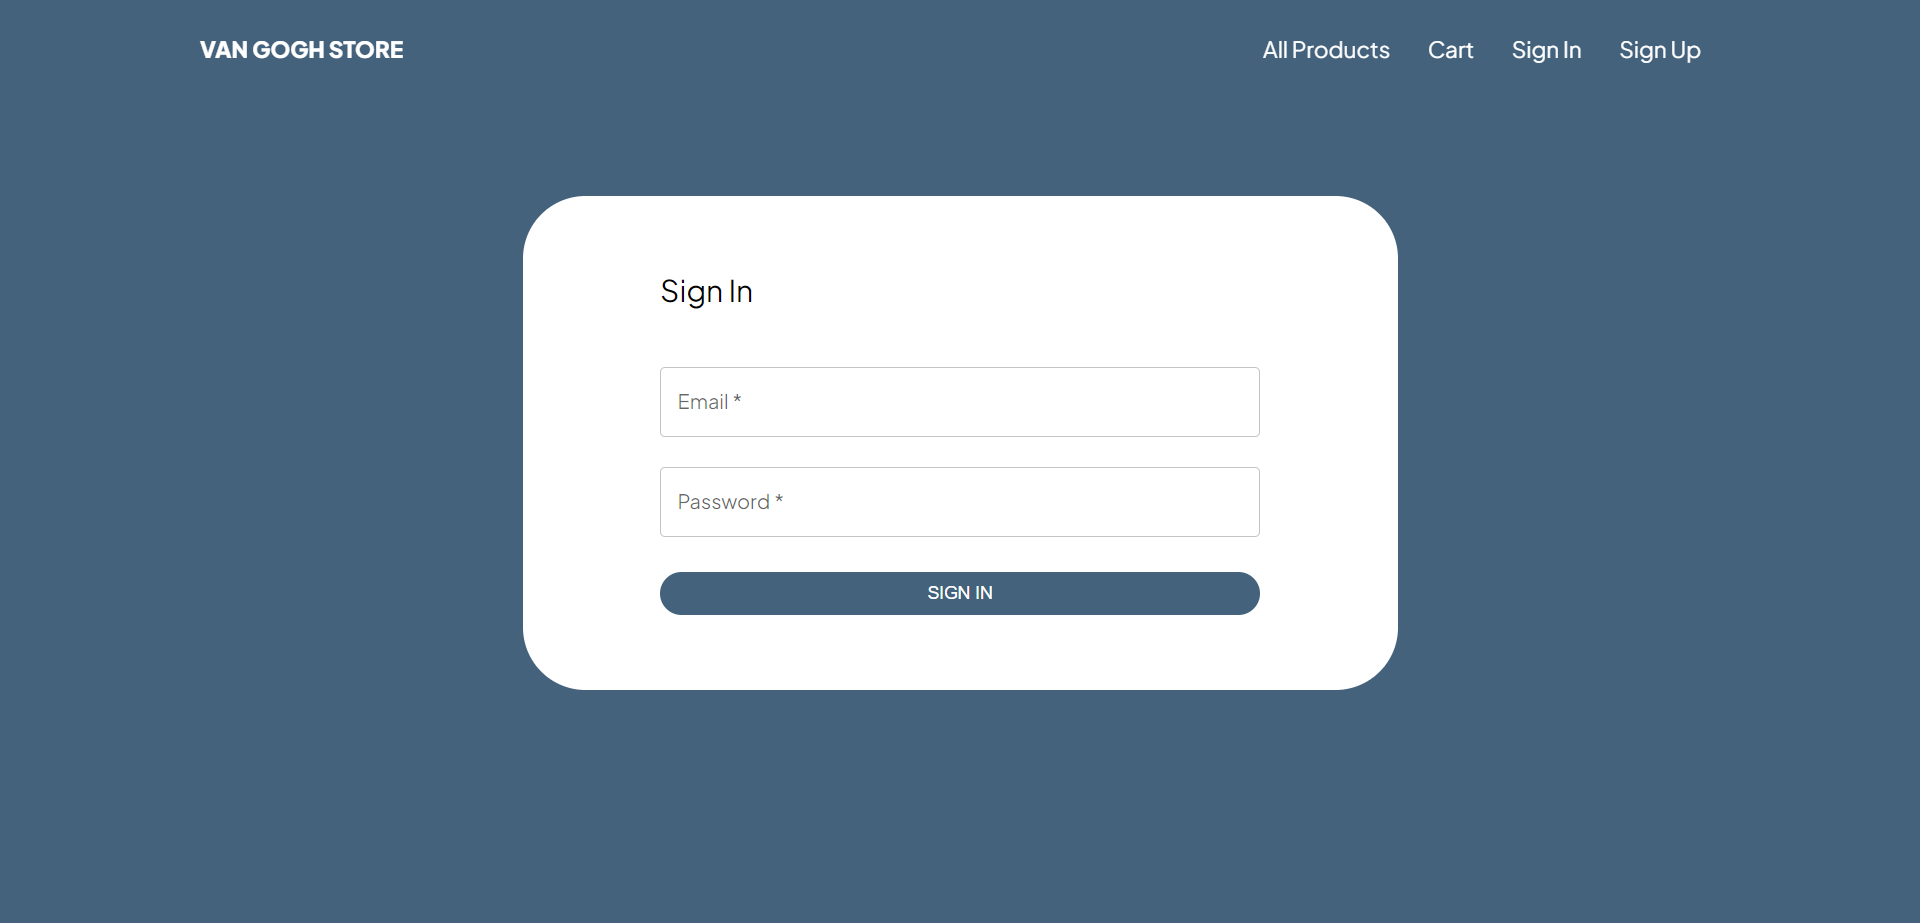 VAN GOGH STORE
All Products Cart Sign In Sign Up
Sign In
Email *
Password *
SIGN IN